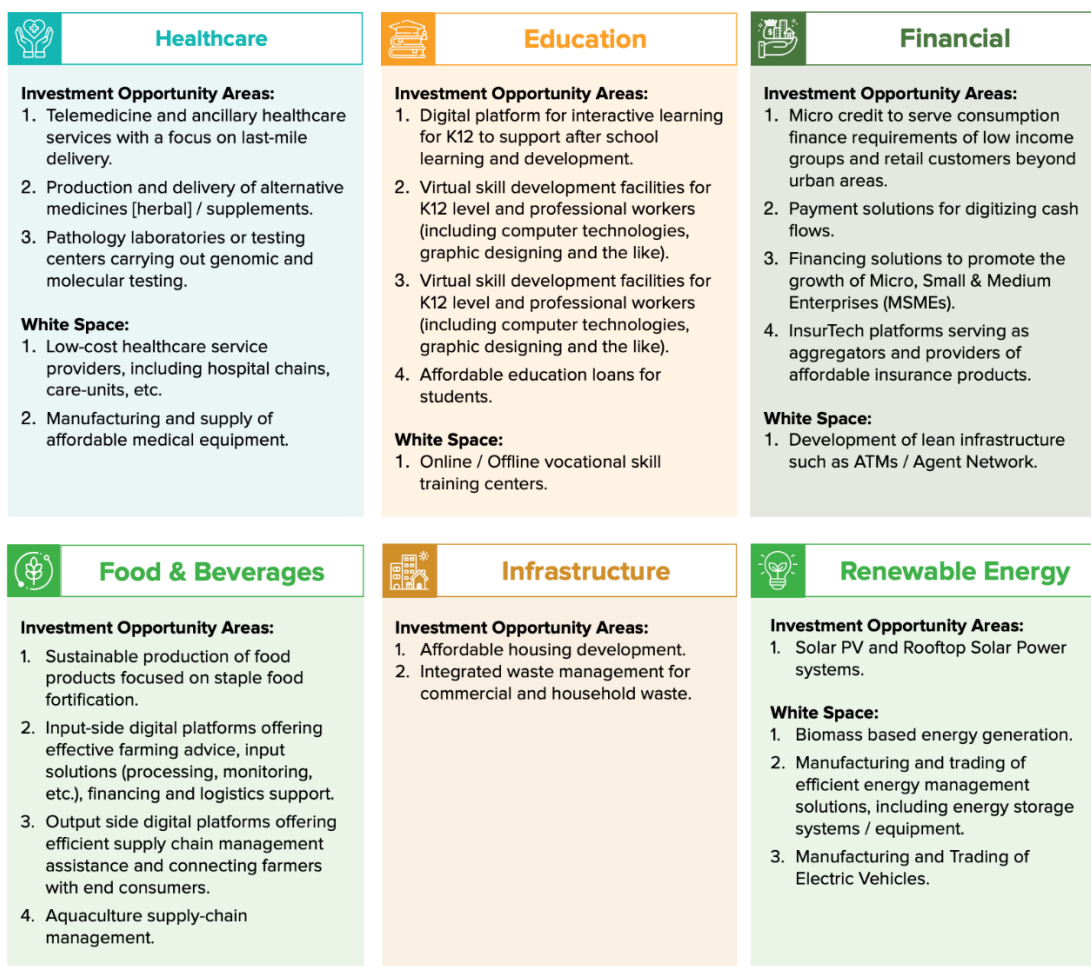 Healthcare
Investment Opportunity Areas:
1. Telemedicine and ancillary healthcare
services with a focus on last-mile
delivery.
2. Production and delivery of alternative
medicines [herbal] / supplements.
3. Pathology laboratories or testing
centers carrying out genomic and
molecular testing.
White Space:
1. Low-cost healthcare service
providers, including hospital chains,
care-units, etc.
2. Manufacturing and supply of
affordable medical equipment.
Education
Investment Opportunity Areas:
1. Digital platform for interactive learning
for K12 to support after school
learning and development.
2. Virtual skill development facilities for
K12 level and professional workers
(including computer technologies,
graphic designing and the like).
3. Virtual skill development facilities for
K12 level and professional workers
(including computer technologies,
graphic designing and the like).
4. Affordable education loans for
students.
White Space:
1. Online / Offline vocational skill
training centers.
Financial
Investment Opportunity Areas:
1. Micro credit to serve consumption
finance requirements of low income
groups and retail customers beyond
urban areas.
2. Payment solutions for digitizing cash
flows.
3. Financing solutions to promote the
growth of Micro, Small & Medium
Enterprises (MSMEs).
4. InsurTech platforms serving as
aggregators and providers of
affordable insurance products.
White Space:
1. Development of lean infrastructure
such as ATMs / Agent Network.
Food & Beverages
Investment Opportunity Areas:
1. Sustainable production of food
products focused on staple food
fortification.
2. Input-side digital platforms offering
effective farming advice, input
solutions (processing, monitoring,
etc.), financing and logistics support.
3. Output side digital platforms offering
efficient supply chain management
assistance and connecting farmers
with end consumers.
4. Aquaculture supply-chain
management.
Infrastructure
Investment Opportunity Areas:
1. Affordable housing development.
2. Integrated waste management for
commercial and household waste.
Renewable Energy
Investment Opportunity Areas:
1. Solar PV and Rooftop Solar Power
systems.
White Space:
1. Biomass based energy generation.
2. Manufacturing and trading of
efficient energy management
solutions, including energy storage
systems / equipment.
3. Manufacturing and Trading of
Electric Vehicles.